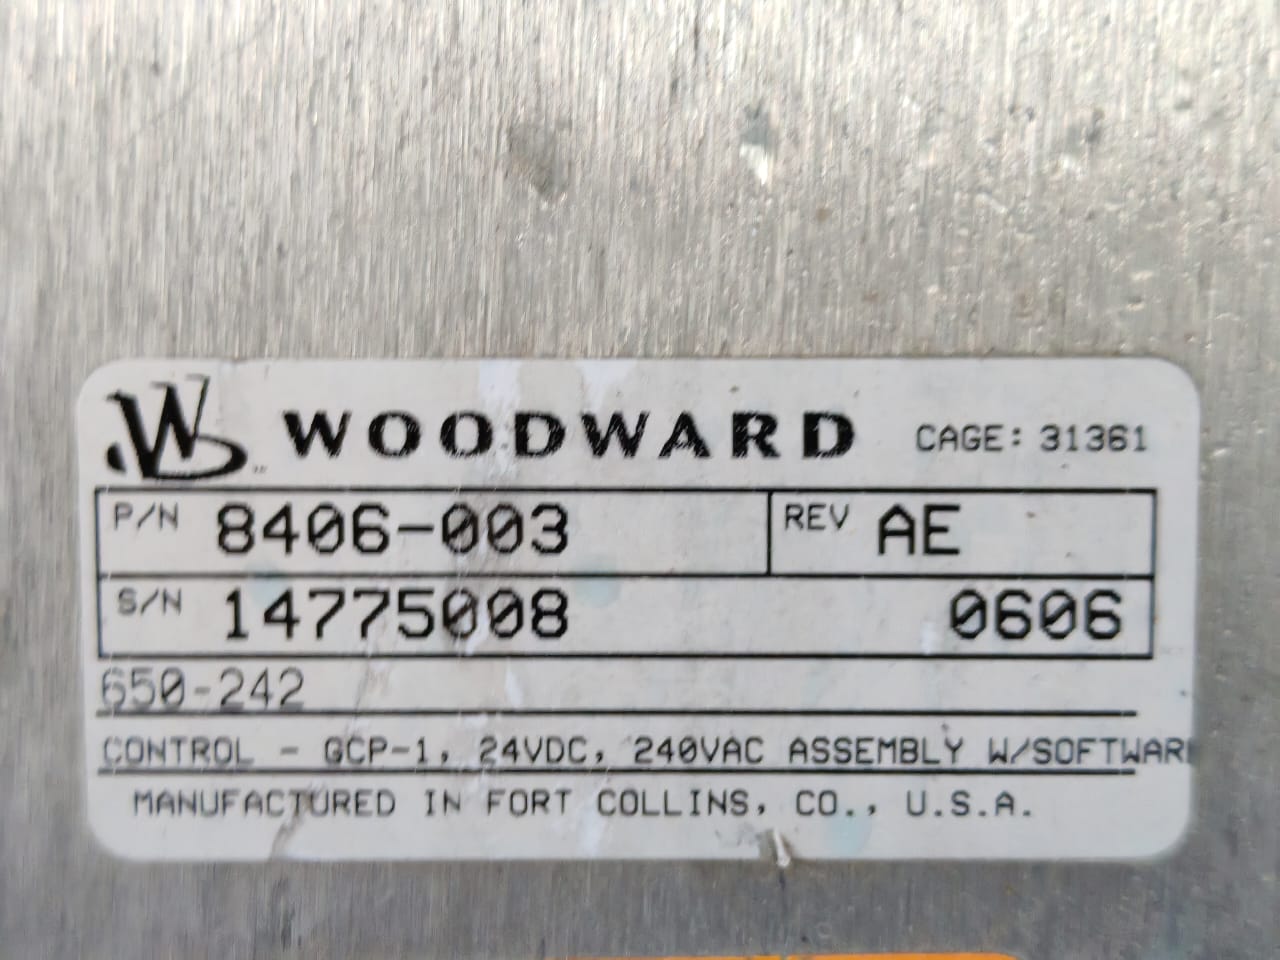 WOODWARD CAGE: 31361
P/N 8406-003 REV AE
S/N 14775008 0606
650-242
CONTROL - GCP-1, 24VDC, 240VAC ASSEMBLY W/SOFTWAR
MANUFACTURED IN FORT COLLINS, CO., U.S.A.